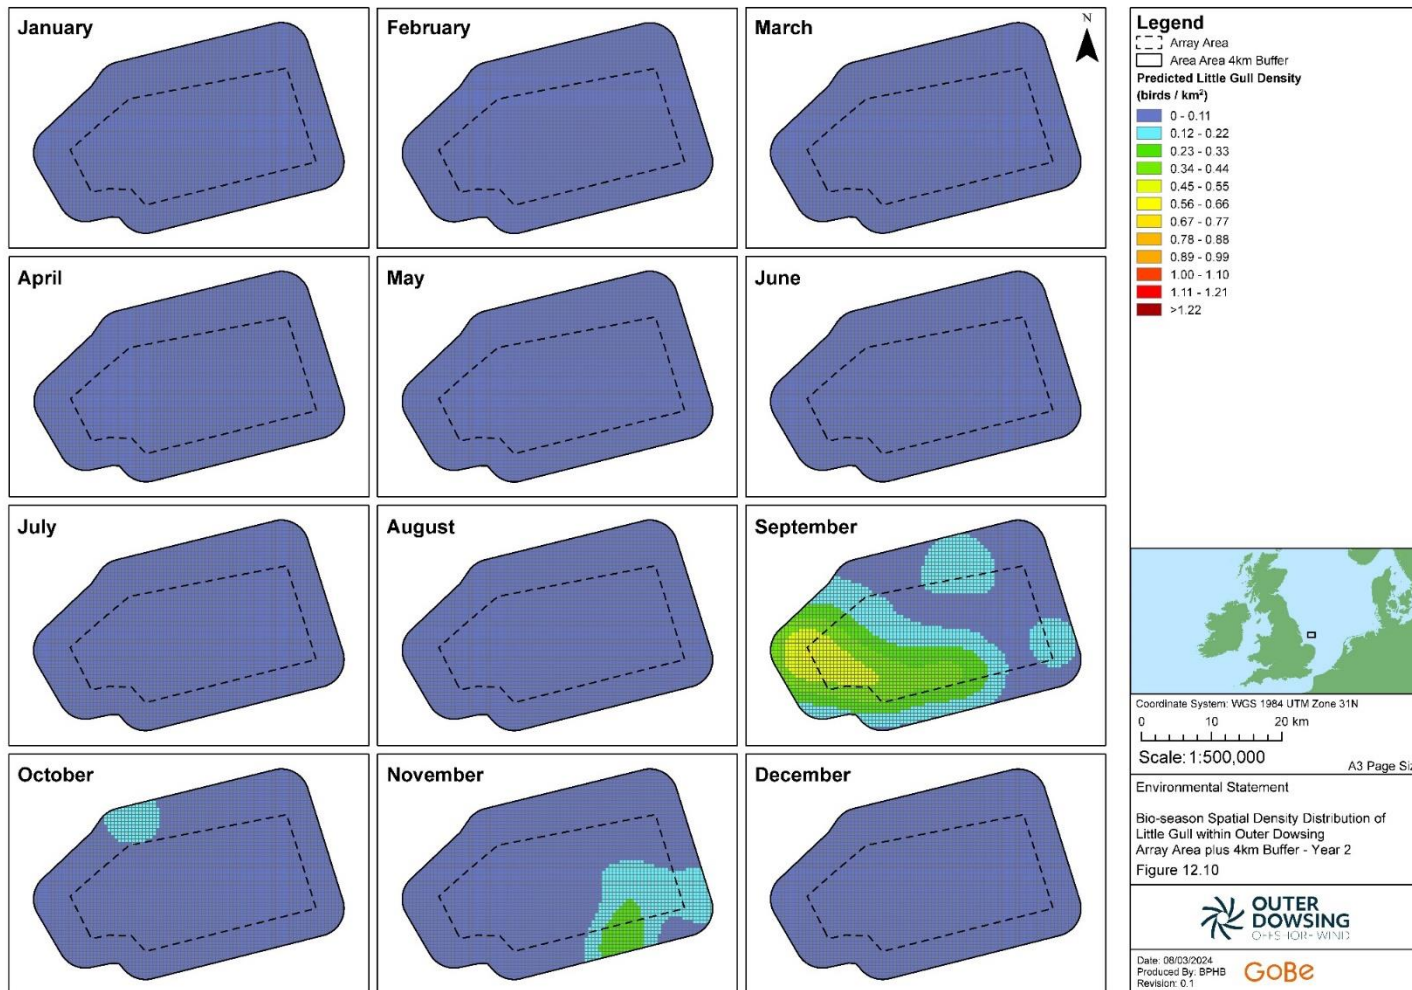 January
February
March
N
April
May
June
July
August
September
October
November
December
Legend
Array Area
Area Area 4km Buffer
Predicted Little Gull Density
(birds / km²)
0 - 0.11
0.12 - 0.22
0.23 - 0.33
0.34 - 0.44
0.45 - 0.55
0.56 - 0.66
0.67 - 0.77
0.78 - 0.88
0.89 - 0.99
1.00 - 1.10
1.11 - 1.21
>1.22
Coordinate System: WGS 1984 UTM Zone 31N
0 10 20 km
Scale: 1:500,000
A3 Page Siz
Environmental Statement
Bio-season Spatial Density Distribution of
Little Gull within Outer Dowsing
Array Area plus 4km Buffer - Year 2
Figure 12.10
OUTER
DOWSING
OFFSHORE WIND
Date: 08/03/2024
Produced By: BPHB
Revision: 0.1
GoBe